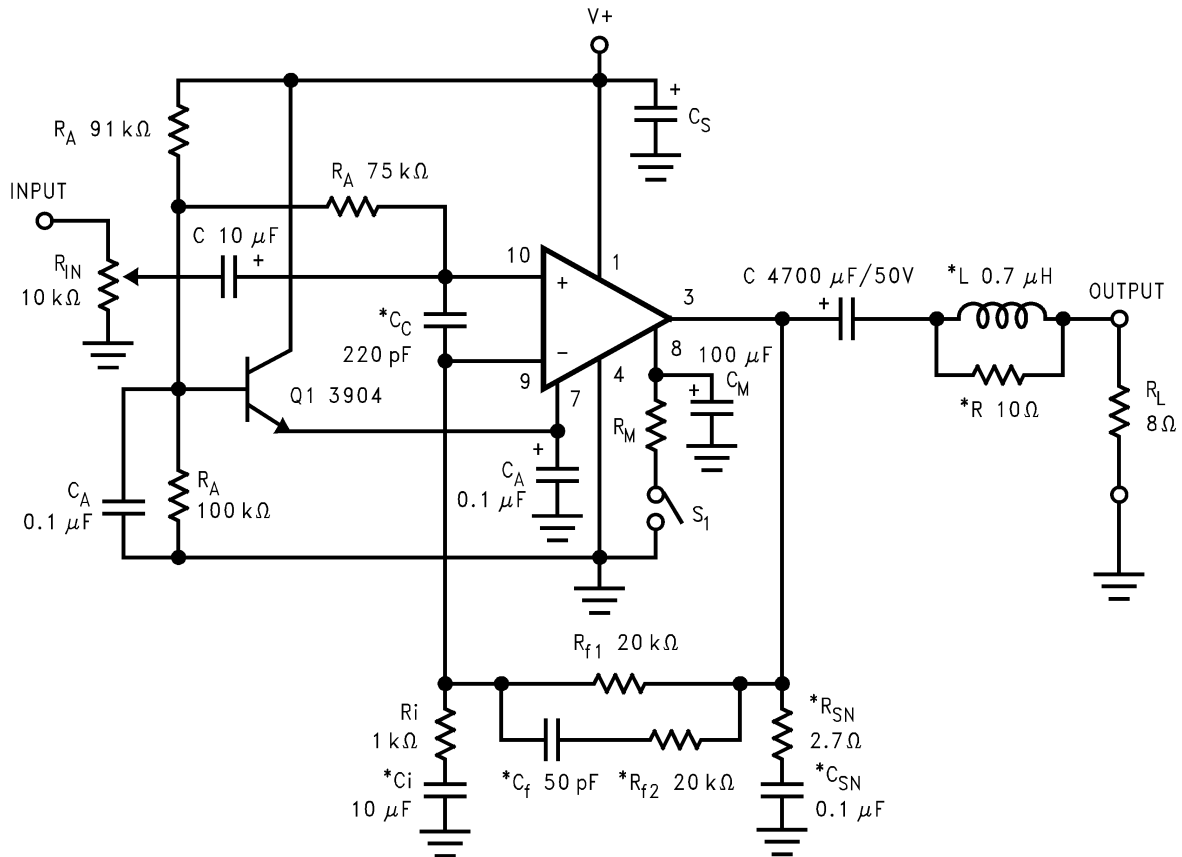 V+
+
C_S
R_A 91 kΩ
R_A 75 kΩ
INPUT
C 10 μF
+
R_IN
10 kΩ
10
1
+
3
C 4700 μF/50V
+
*L 0.7 μH
OUTPUT
*C_C
220 pF
−
9
4
8
100 μF
+
C_M
*R 10Ω
R_L
8Ω
Q1 3904
7
R_M
+
C_A
0.1 μF
S_1
C_A
0.1 μF
R_A
100 kΩ
R_f1 20 kΩ
Ri
1 kΩ
*Ci
10 μF
*C_f 50 pF
*R_f2 20 kΩ
*R_SN
2.7Ω
*C_SN
0.1 μF